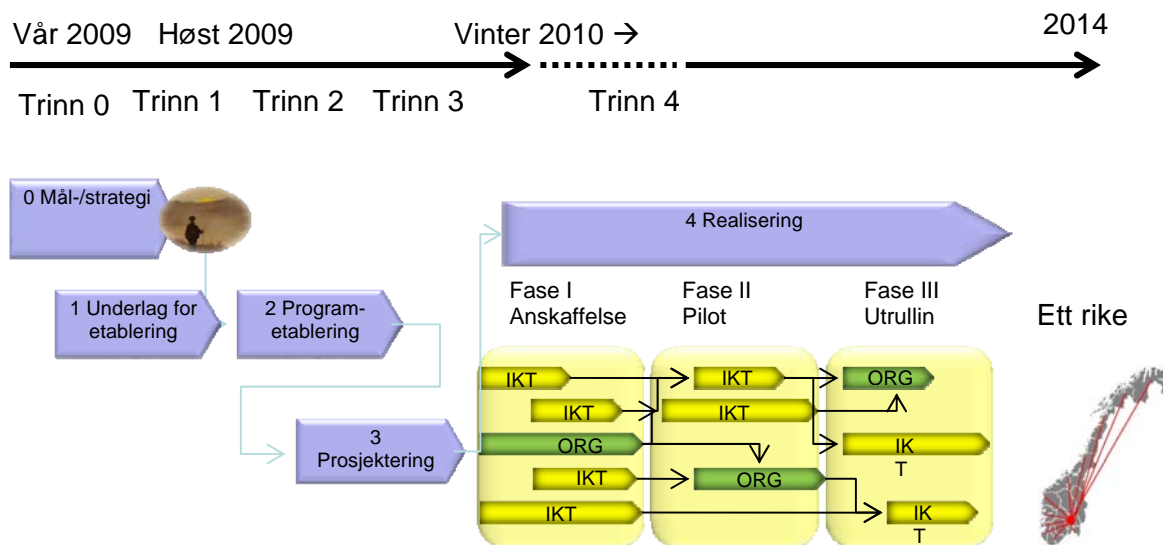 Vår 2009 Høst 2009 Vinter 2010 → 2014
Trinn 0 Trinn 1 Trinn 2 Trinn 3 Trinn 4
0 Mål-/strategi
4 Realisering
1 Underlag for
etablering
2 Program-
etablering
3
Prosjektering
Fase I
Anskaffelse
Fase II
Pilot
Fase III
Utrullin
Ett rike
IKT
IKT
ORG
IKT
IKT
IKT
IKT
ORG
ORG
IK
T
IK
T